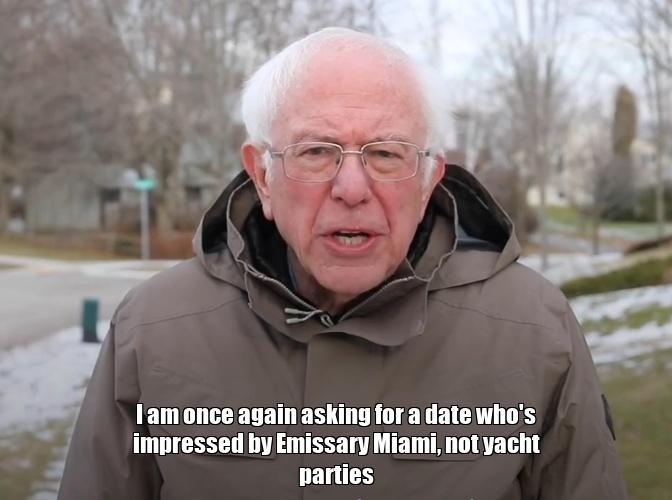 I am once again asking for a date who's
impressed by Emissary Miami, not yacht
parties